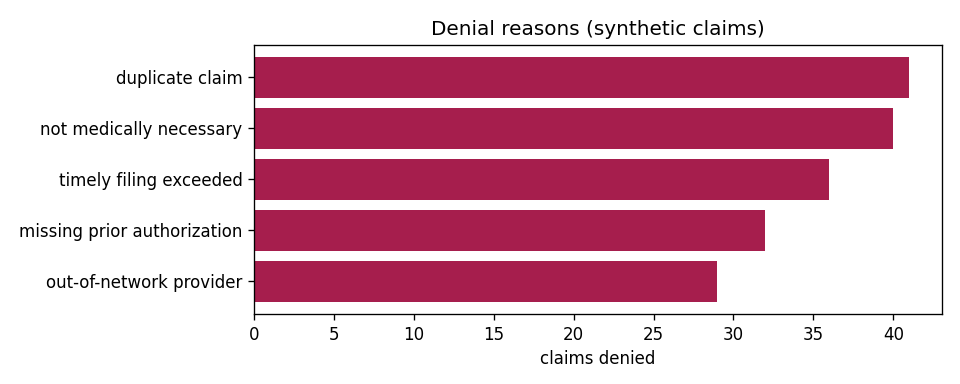 Denial reasons (synthetic claims)
duplicate claim
not medically necessary
timely filing exceeded
missing prior authorization
out-of-network provider
0 5 10 15 20 25 30 35 40
claims denied